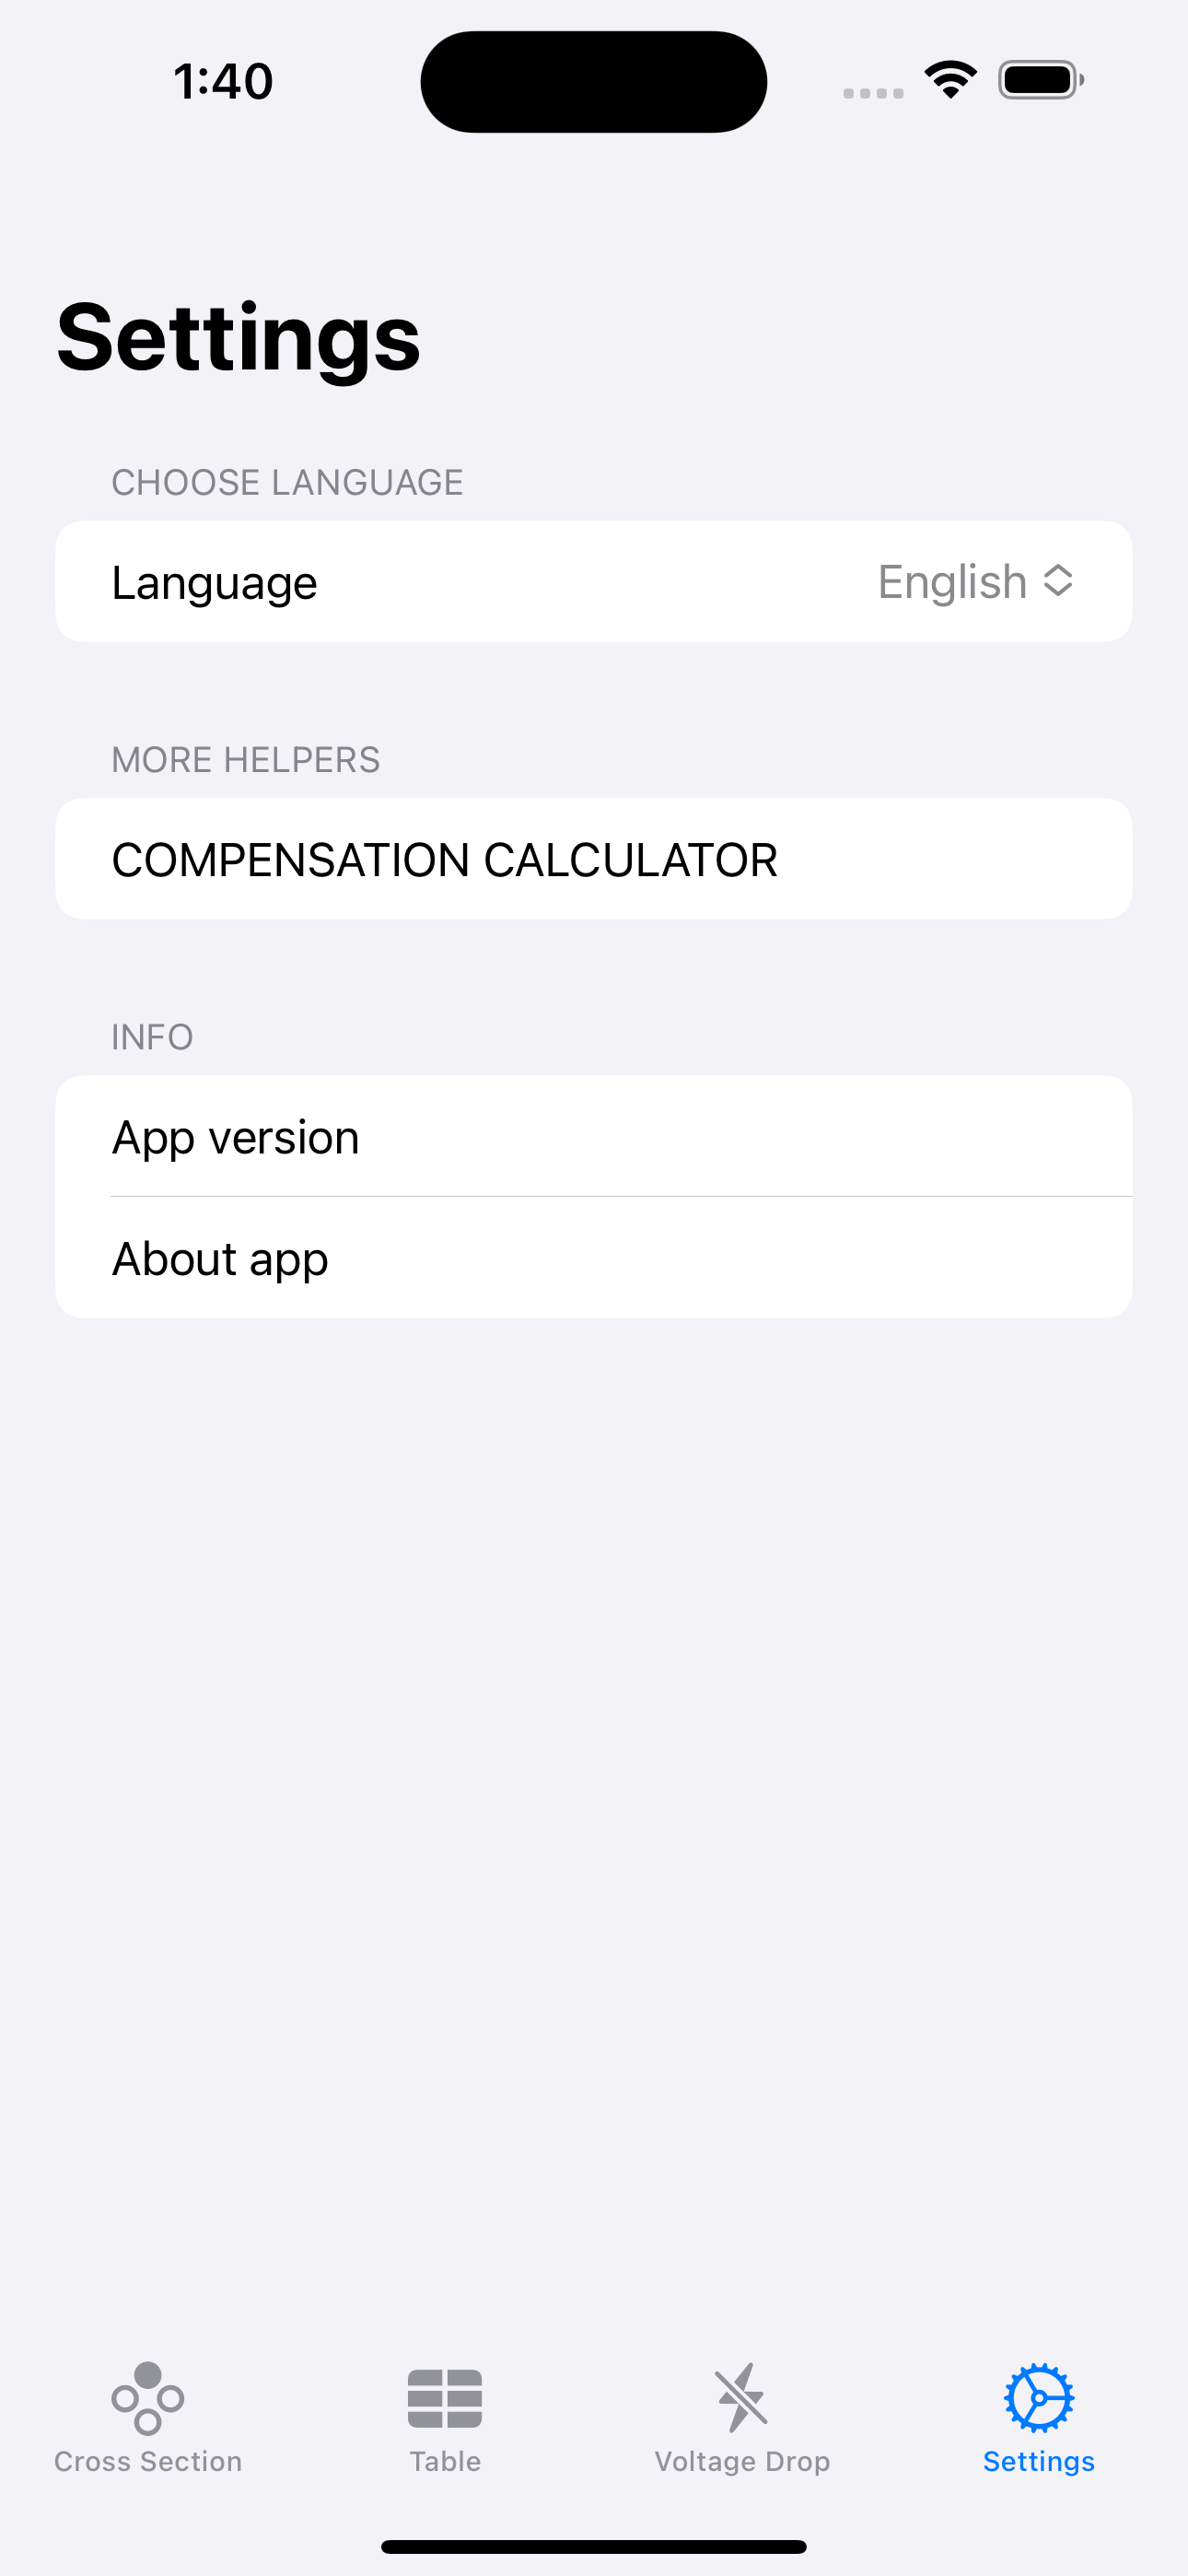 1:40
Settings
CHOOSE LANGUAGE
Language English
MORE HELPERS
COMPENSATION CALCULATOR
INFO
App version
About app
Cross Section Table Voltage Drop Settings